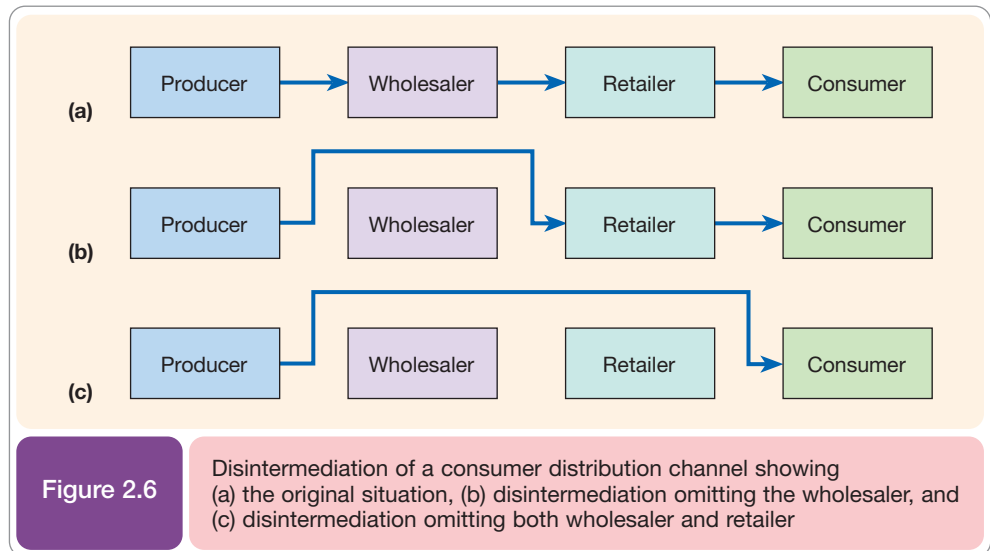 Producer Wholesaler Retailer Consumer
(a)
Producer Wholesaler Retailer Consumer
(b)
Producer Wholesaler Retailer Consumer
(c)
Figure 2.6
Disintermediation of a consumer distribution channel showing
(a) the original situation, (b) disintermediation omitting the wholesaler, and
(c) disintermediation omitting both wholesaler and retailer